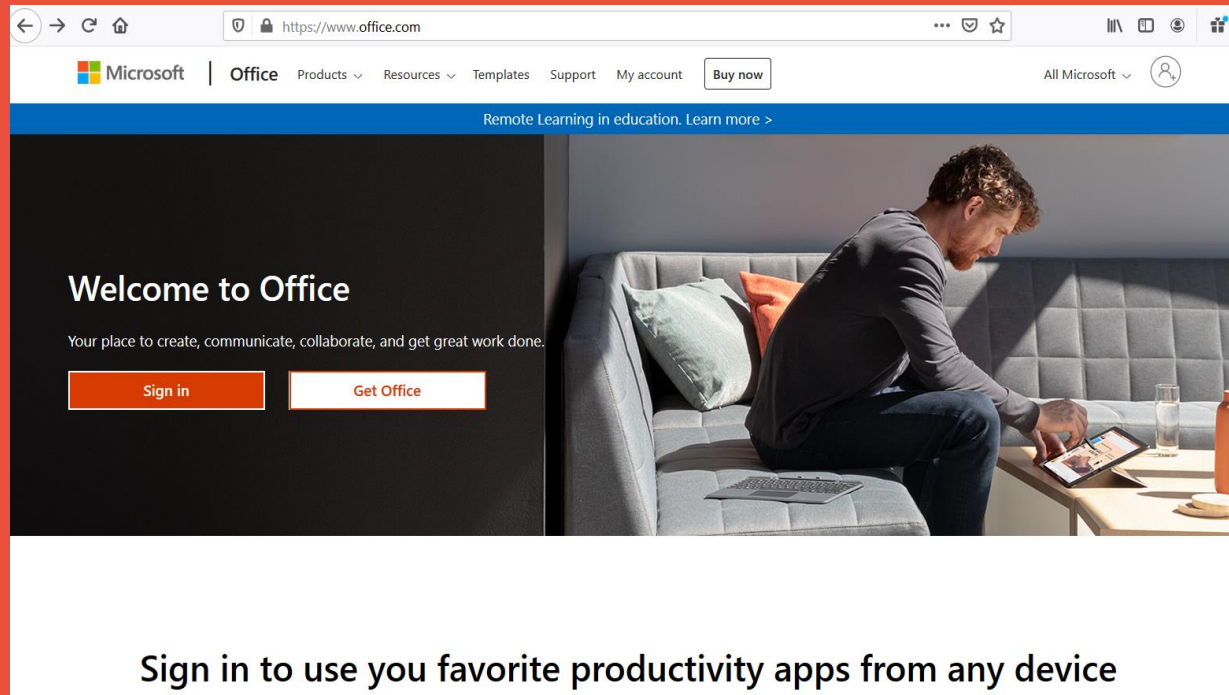 https://www.office.com
Microsoft Office Products Resources Templates Support My account Buy now All Microsoft
Remote Learning in education. Learn more >
Welcome to Office
Your place to create, communicate, collaborate, and get great work done.
Sign in Get Office
Sign in to use you favorite productivity apps from any device